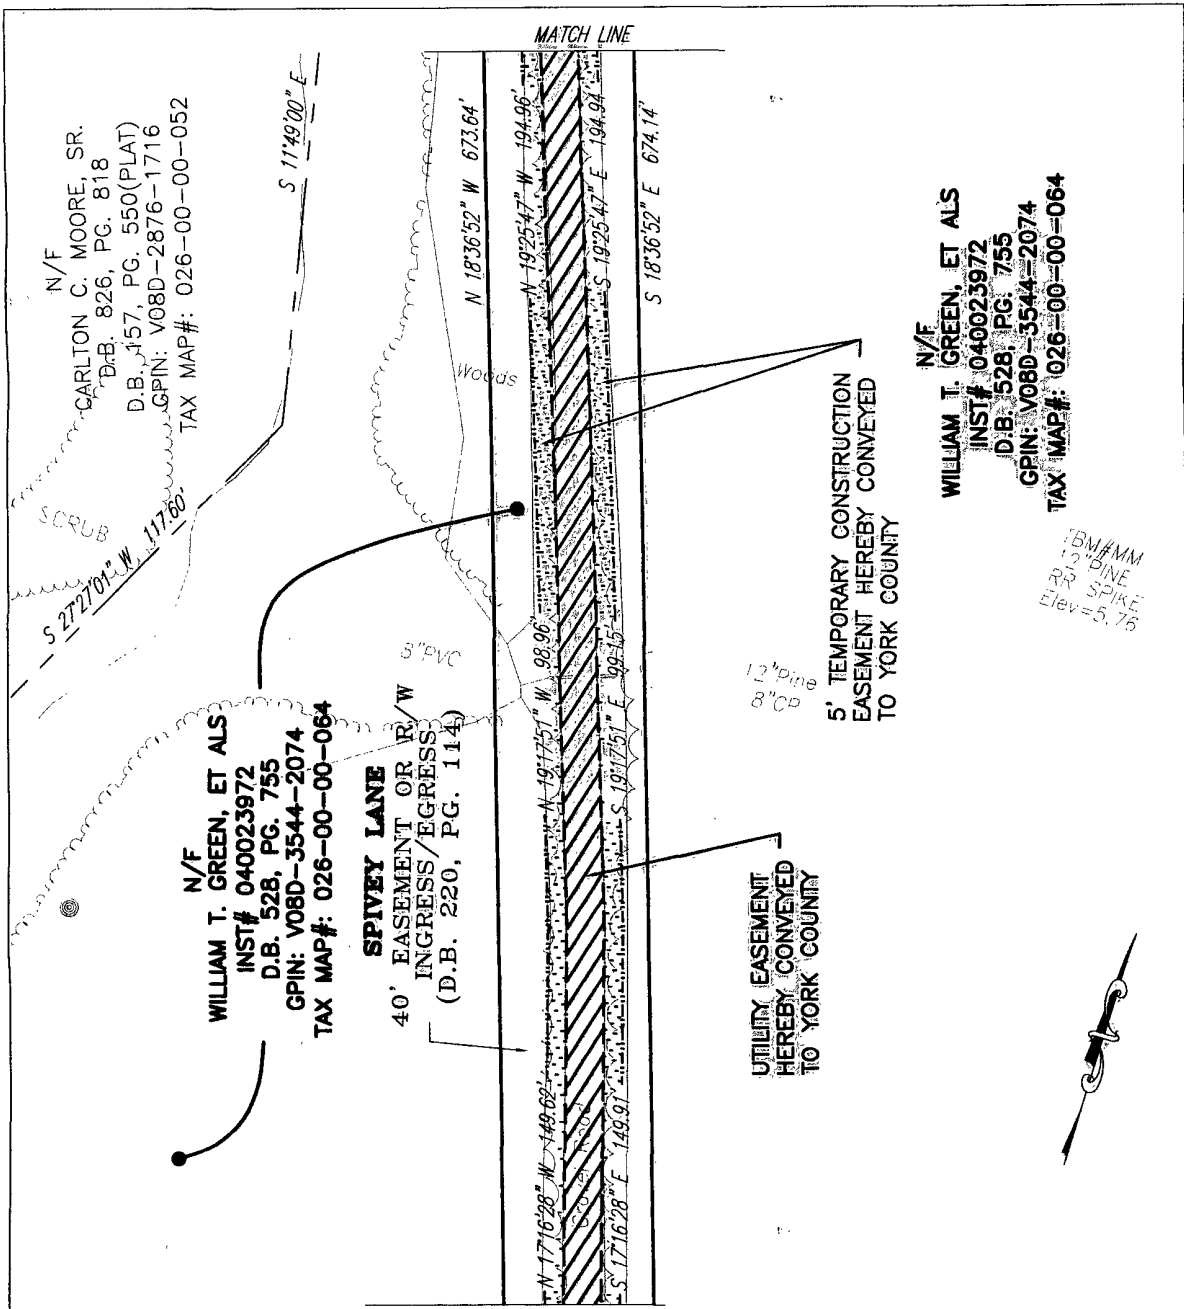 MATCH LINE
N/F
CARLTON C. MOORE, SR.
D.B. 826, PG. 818
D.B. 157, PG. 550(PLAT)
GPIN: V08D-2876-1716
TAX MAP#: 026-00-00-052
S 11°49'00" E
SCRUB
S 27°27'01" W 117.60'
N 18°36'52" W 673.64'
N 19°25'47" W 194.96'
S 19°25'47" E 194.94'
S 18°36'52" E 674.14'
Woods
N/F
WILLIAM T. GREEN, ET ALS
INST# 040023972
D.B. 528, PG. 755
GPIN: V08D-3544-2074
TAX MAP#: 026-00-00-064
TBM#MM
12"PINE
RR SPIKE
Elev=5.76
5' TEMPORARY CONSTRUCTION
EASEMENT HEREBY CONVEYED
TO YORK COUNTY
12"Pine
8"CP
8"PVC
N 19°17'51" W 98.96'
S 19°17'51" E 99.15'
N/F
WILLIAM T. GREEN, ET ALS
INST# 040023972
D.B. 528, PG. 755
GPIN: V08D-3544-2074
TAX MAP#: 026-00-00-064
SPIVEY LANE
40' EASEMENT OR R/W
INGRESS/EGRESS
(D.B. 220, PG. 114)
UTILITY EASEMENT
HEREBY CONVEYED
TO YORK COUNTY
N 17°16'28" W 149.62'
Gravel Road
S 17°16'28" E 149.91'